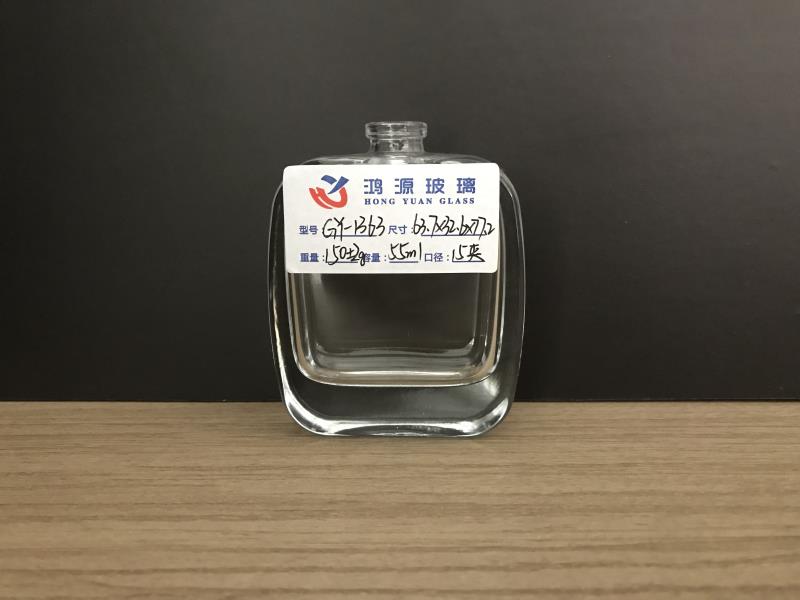 鸿源玻璃
HONG YUAN GLASS
型号 GY-1363 尺寸: 63.7x32.6x77.2
重量: 150±2g 容量: 55ml 口径: 15夹